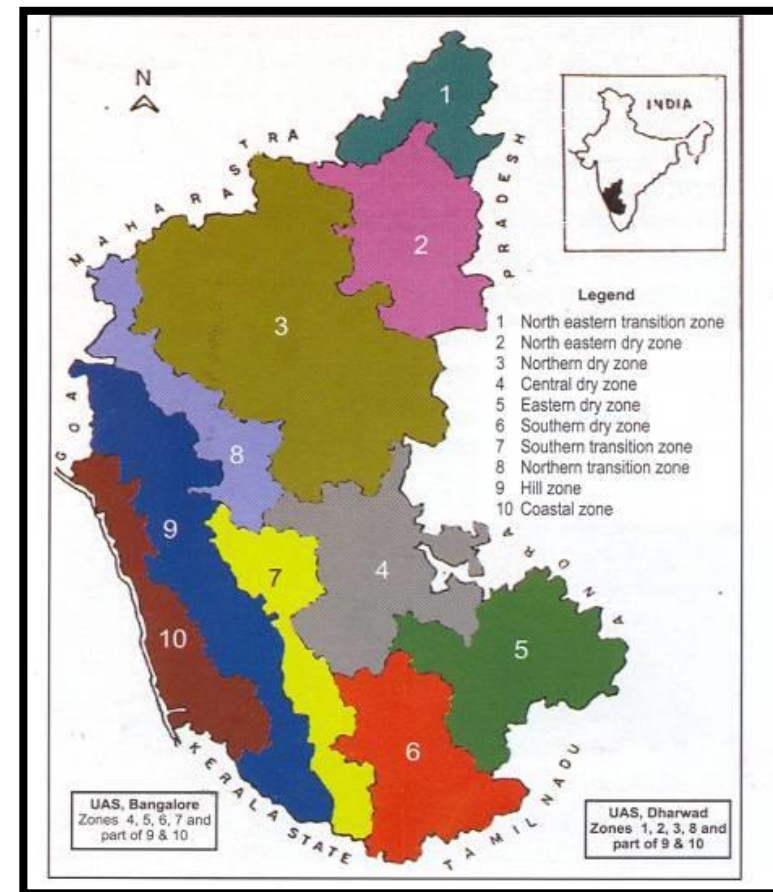 N
INDIA
MAHARASTRA
PRADESH
ANDRA
GOA
KERALA STATE
TAMIL NADU
1
2
3
4
5
6
7
8
9
10
Legend
1 North eastern transition zone
2 North eastern dry zone
3 Northern dry zone
4 Central dry zone
5 Eastern dry zone
6 Southern dry zone
7 Southern transition zone
8 Northern transition zone
9 Hill zone
10 Coastal zone
UAS, Bangalore
Zones 4, 5, 6, 7 and
part of 9 & 10
UAS, Dharwad
Zones 1, 2, 3, 8 and
part of 9 & 10